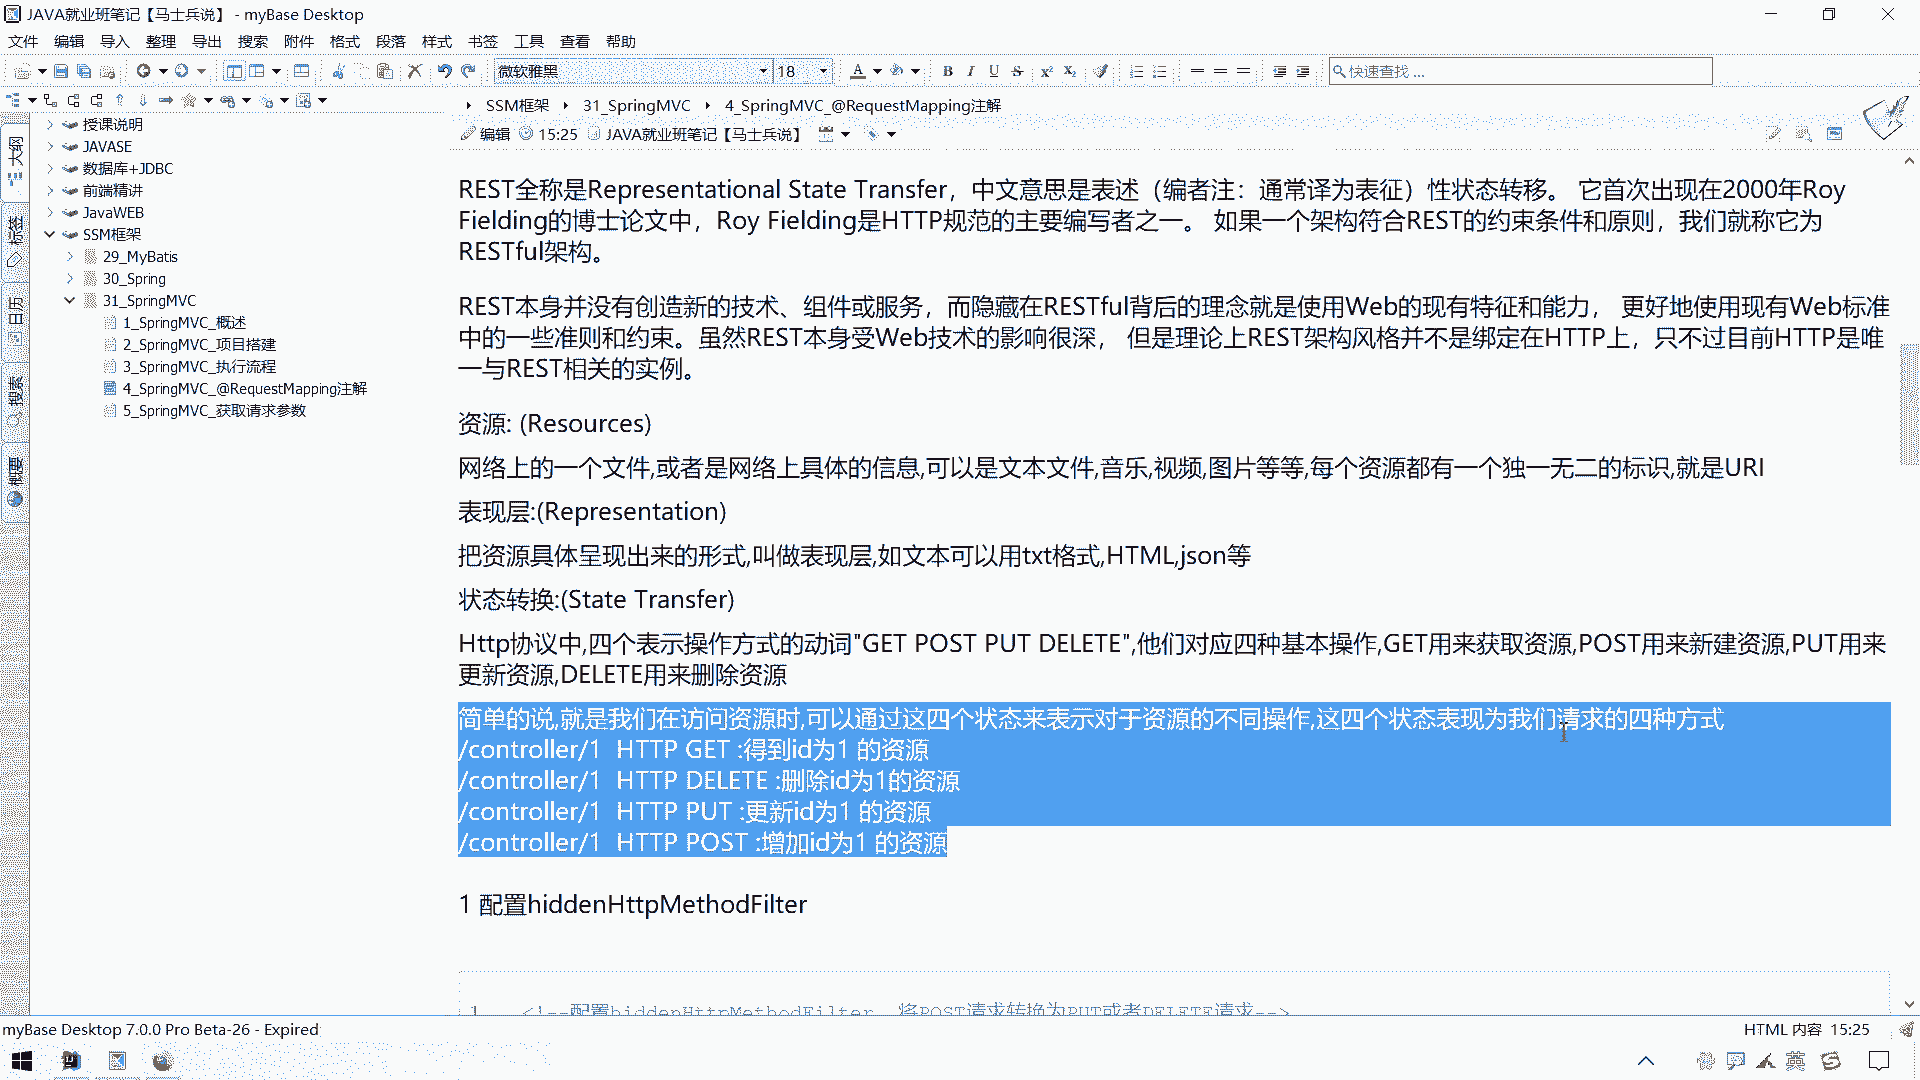 JAVA就业班笔记【马士兵说】 - myBase Desktop
文件 编辑 导入 整理 导出 搜索 附件 格式 段落 样式 书签 工具 查看 帮助
微软雅黑 18 快速查找 ...
SSM框架 31_SpringMVC 4_SpringMVC_@RequestMapping注解
编辑 15:25 JAVA就业班笔记【马士兵说】
大纲
标签
日历
搜索
概要
授课说明
JAVASE
数据库+JDBC
前端精讲
JavaWEB
SSM框架
29_MyBatis
30_Spring
31_SpringMVC
1_SpringMVC_概述
2_SpringMVC_项目搭建
3_SpringMVC_执行流程
4_SpringMVC_@RequestMapping注解
5_SpringMVC_获取请求参数
REST全称是Representational State Transfer，中文意思是表述（编者注：通常译为表征）性状态转移。 它首次出现在2000年Roy
Fielding的博士论文中，Roy Fielding是HTTP规范的主要编写者之一。 如果一个架构符合REST的约束条件和原则，我们就称它为
RESTful架构。
REST本身并没有创造新的技术、组件或服务，而隐藏在RESTful背后的理念就是使用Web的现有特征和能力， 更好地使用现有Web标准
中的一些准则和约束。虽然REST本身受Web技术的影响很深， 但是理论上REST架构风格并不是绑定在HTTP上，只不过目前HTTP是唯
一与REST相关的实例。
资源: (Resources)
网络上的一个文件,或者是网络上具体的信息,可以是文本文件,音乐,视频,图片等等,每个资源都有一个独一无二的标识,就是URI
表现层:(Representation)
把资源具体呈现出来的形式,叫做表现层,如文本可以用txt格式,HTML,json等
状态转换:(State Transfer)
Http协议中,四个表示操作方式的动词"GET POST PUT DELETE",他们对应四种基本操作,GET用来获取资源,POST用来新建资源,PUT用来
更新资源,DELETE用来删除资源
简单的说,就是我们在访问资源时,可以通过这四个状态来表示对于资源的不同操作,这四个状态表现为我们请求的四种方式
/controller/1 HTTP GET :得到id为1 的资源
/controller/1 HTTP DELETE :删除id为1的资源
/controller/1 HTTP PUT :更新id为1 的资源
/controller/1 HTTP POST :增加id为1 的资源
1 配置hiddenHttpMethodFilter
1 <!--配置hiddenHttpMethodFilter ,将POST请求转换为PUT或者DELETE请求-->
myBase Desktop 7.0.0 Pro Beta-26 - Expired
HTML 内容 15:25
英